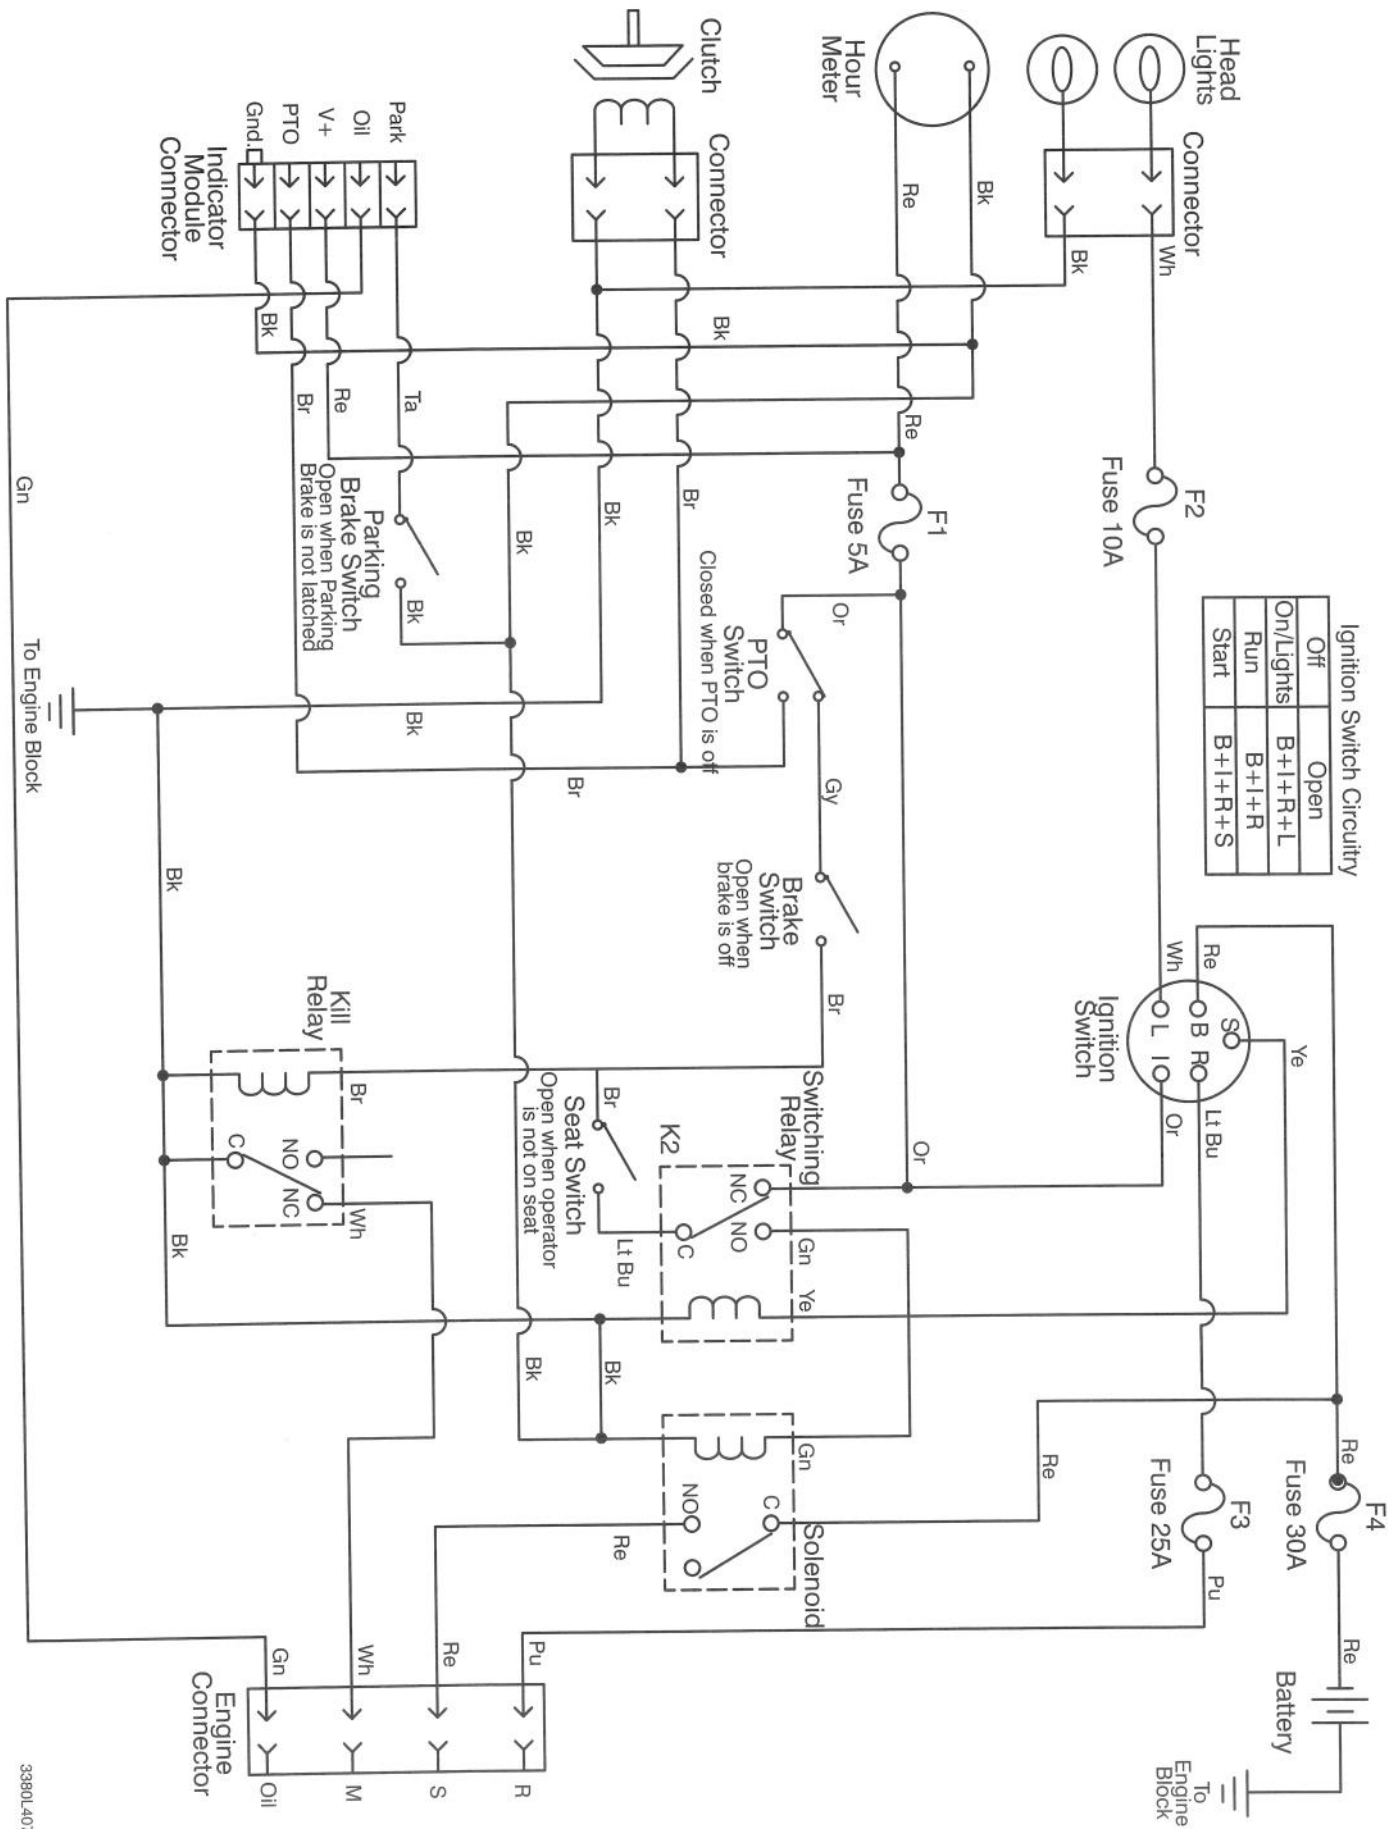 Head
Lights
Connector
Wh
Bk
F2
Fuse 10A
Hour
Meter
Bk
Re
Re
F1
Fuse 5A
Clutch
Connector
Bk
Br
Bk
Park
Oil
V+
PTO
Gnd.
Indicator
Module
Connector
Bk
Br
Re
Ta
Parking
Brake Switch
Open when Parking
Brake is not latched
Bk
Bk
Gn
To Engine Block
Bk
Br
Or
PTO
Switch
Closed when PTO is off
Gy
Brake
Switch
Open when
brake is off
Br
Ignition Switch Circuitry
Off Open
On/Lights B+I+R+L
Run B+I+R
Start B+I+R+S
Re
Wh
S
B R
L I
Ignition
Switch
Ye
Lt Bu
Or
Or
Bk
Kill
Relay
Br
C NO
NC
Wh
Bk
Br
Seat Switch
Open when operator
is not on seat
Lt Bu
Switching
Relay
K2
NC
NO
C
Gn
Ye
Bk
Bk
Gn
NO
C
Solenoid
Re
Re
Re
F4
Fuse 30A
F3
Fuse 25A
Pu
Re
Battery
To
Engine
Block
Pu
Re
Wh
Gn
Engine
Connector
R
S
M
Oil